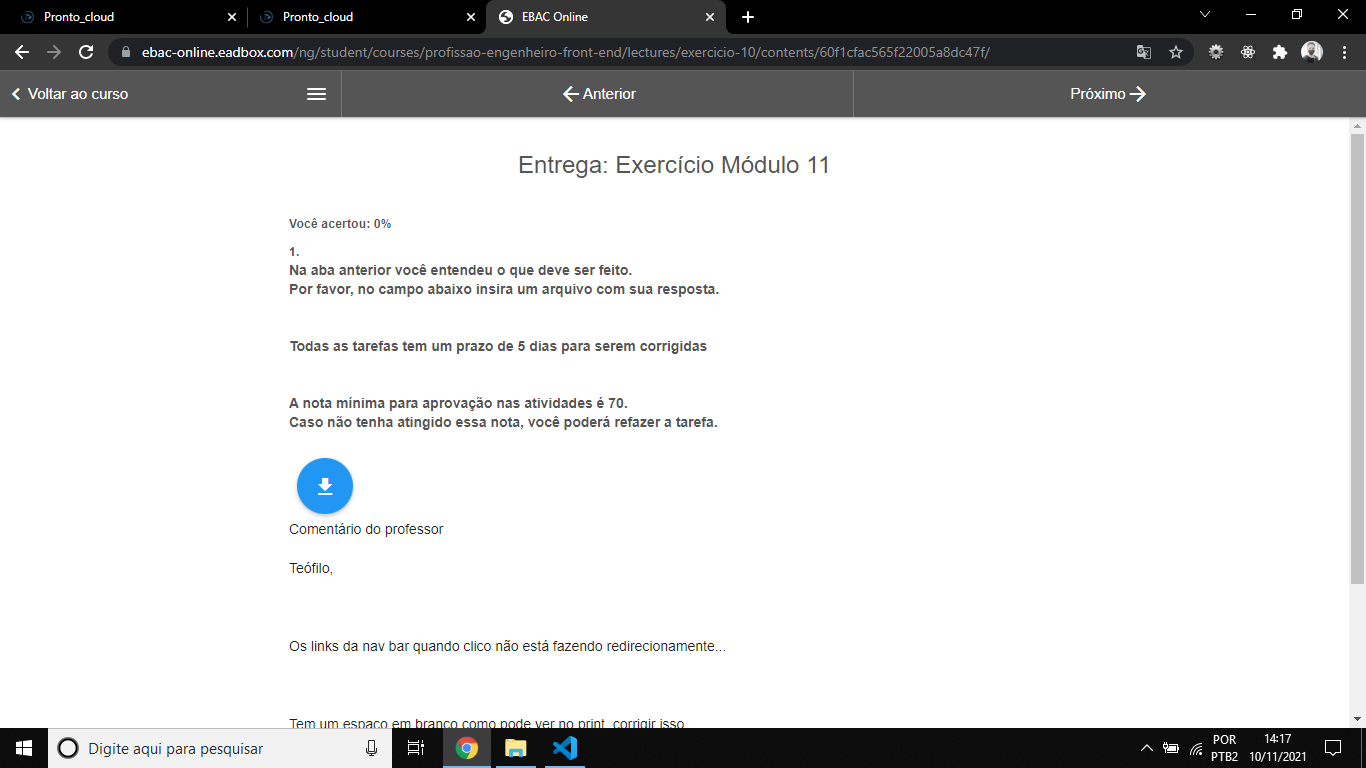 Pronto_cloud
Pronto_cloud
EBAC Online
ebac-online.eadbox.com/ng/student/courses/profissao-engenheiro-front-end/lectures/exercicio-10/contents/60f1cfac565f22005a8dc47f/
Voltar ao curso
Anterior
Próximo
Entrega: Exercício Módulo 11
Você acertou: 0%
1.
Na aba anterior você entendeu o que deve ser feito.
Por favor, no campo abaixo insira um arquivo com sua resposta.
Todas as tarefas tem um prazo de 5 dias para serem corrigidas
A nota mínima para aprovação nas atividades é 70.
Caso não tenha atingido essa nota, você poderá refazer a tarefa.
Comentário do professor
Teófilo,
Os links da nav bar quando clico não está fazendo redirecionamente...
Tem um espaço em branco como pode ver no print, corrigir isso
Digite aqui para pesquisar
POR
PTB2
14:17
10/11/2021